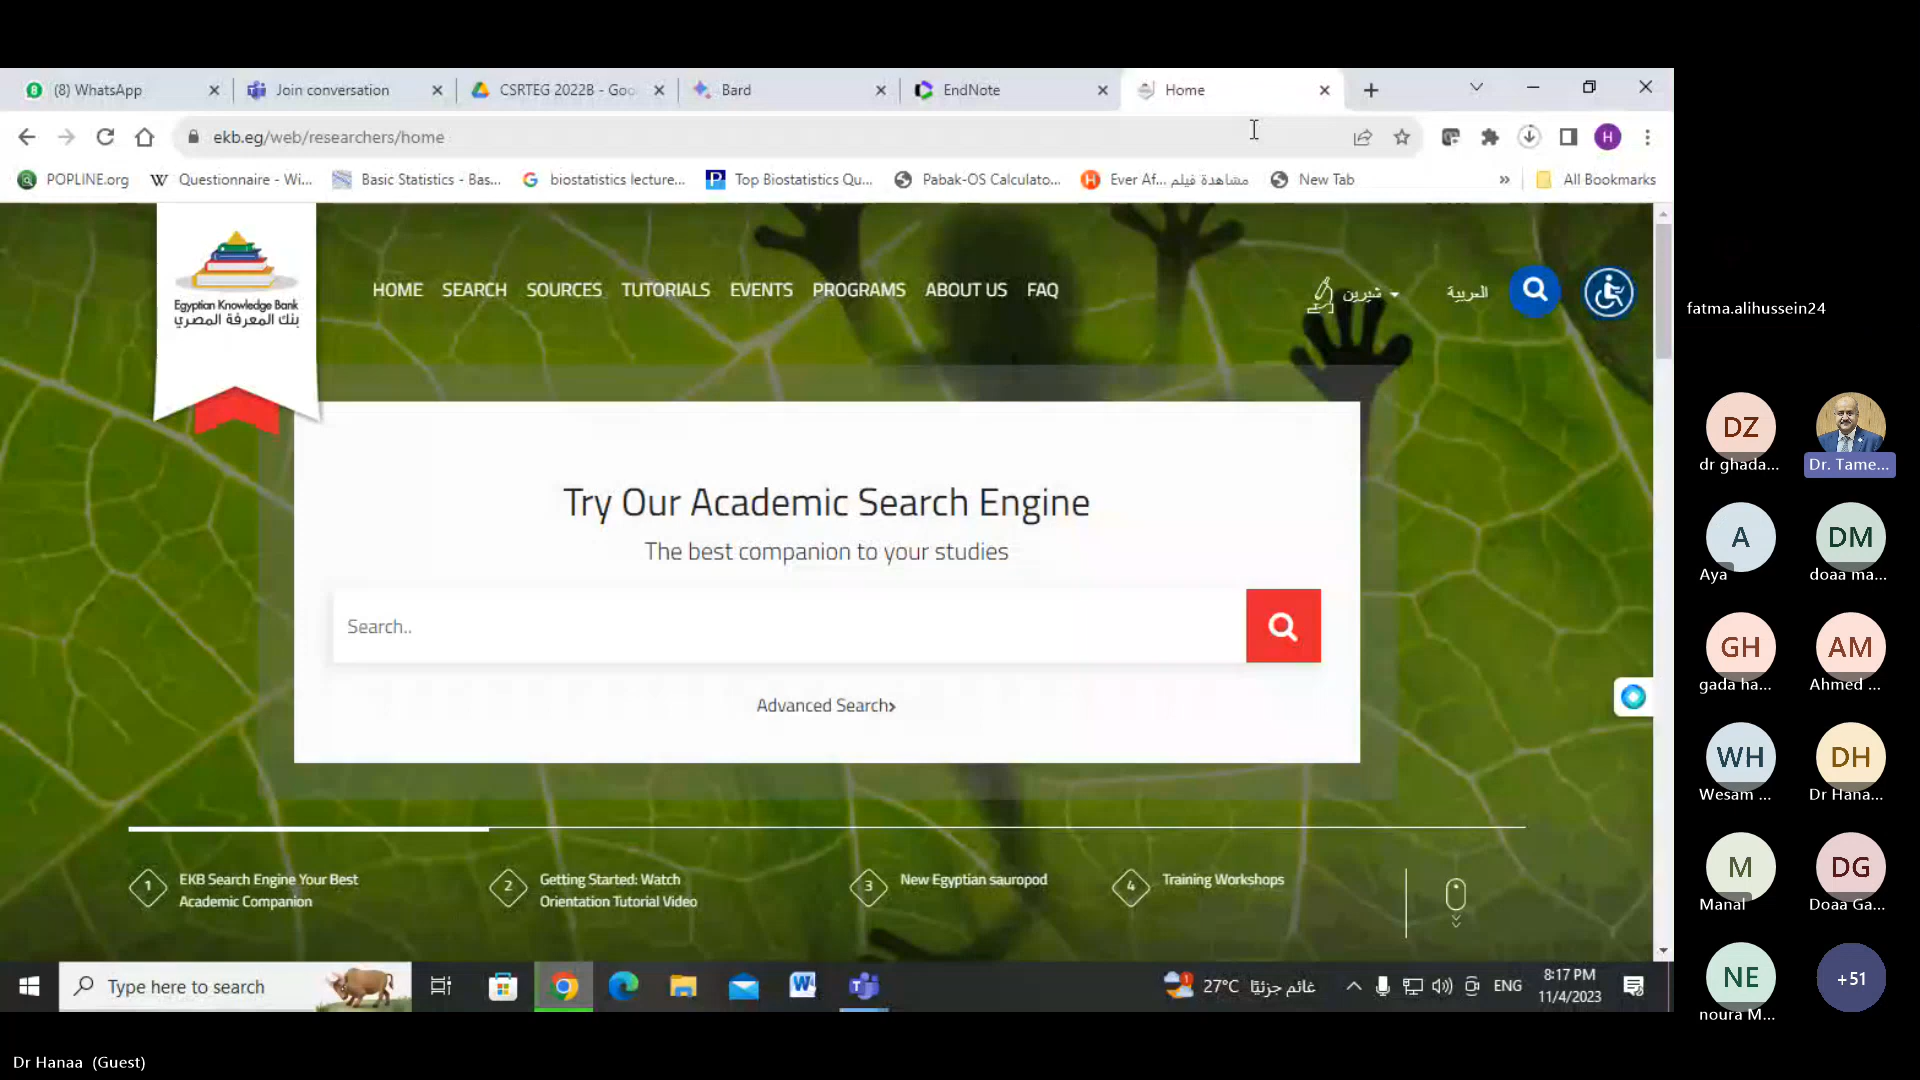 (8) WhatsApp
Join conversation
CSRTEG 2022B - Goo
Bard
EndNote
Home
ekb.eg/web/researchers/home
H
POPLINE.org
W Questionnaire - Wi...
Basic Statistics - Bas...
biostatistics lecture...
P Top Biostatistics Qu...
Pabak-OS Calculato...
H Ever Af... مشاهدة فيلم
New Tab
»
All Bookmarks
Egyptian Knowledge Bank
بنك المعرفة المصري
HOME
SEARCH
SOURCES
TUTORIALS
EVENTS
PROGRAMS
ABOUT US
FAQ
شيرين
العربية
Try Our Academic Search Engine
The best companion to your studies
Search..
Advanced Search>
1 EKB Search Engine Your Best
Academic Companion
2 Getting Started: Watch
Orientation Tutorial Video
3 New Egyptian sauropod
4 Training Workshops
Type here to search
27°C غائم جزئيًا
ENG
8:17 PM
11/4/2023
fatma.alihussein24
DZ
dr ghada...
Dr. Tame...
A
Aya
DM
doaa ma...
GH
gada ha...
AM
Ahmed ...
WH
Wesam ...
DH
Dr Hana...
M
Manal
DG
Doaa Ga...
NE
noura M...
+51
Dr Hanaa (Guest)